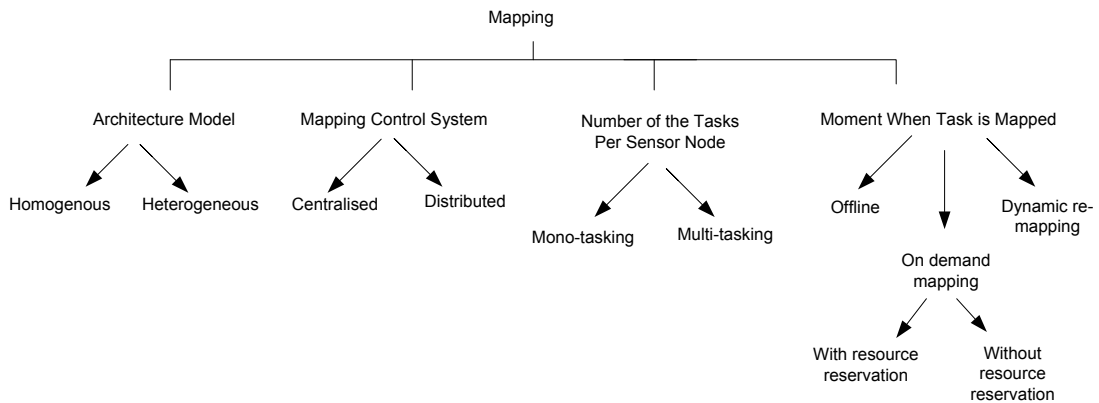 Mapping
Architecture Model
Mapping Control System
Number of the Tasks
Per Sensor Node
Moment When Task is Mapped
Homogenous
Heterogeneous
Centralised
Distributed
Mono-tasking
Multi-tasking
Offline
Dynamic re-
mapping
On demand
mapping
With resource
reservation
Without
resource
reservation